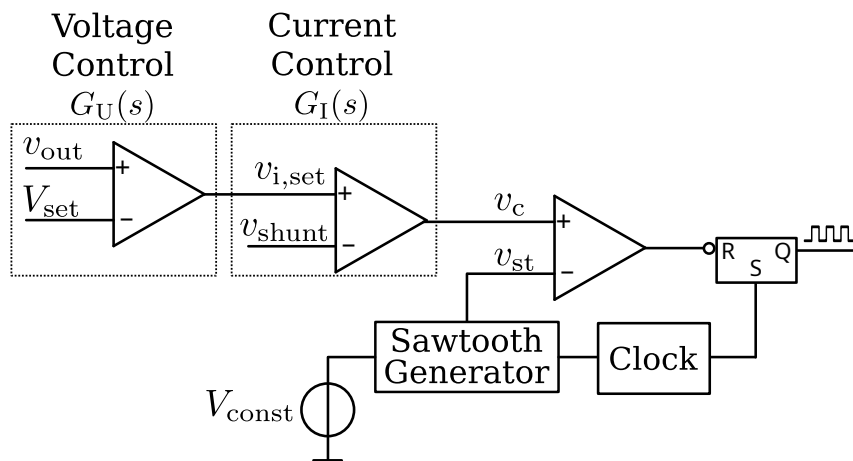 Voltage
Control
G_U(s)
Current
Control
G_I(s)
v_out
+
V_set
−
v_i,set
+
v_shunt
−
v_c
+
v_st
−
R
S
Q
Sawtooth
Generator
Clock
V_const